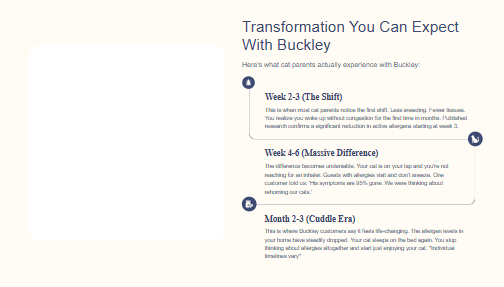 Transformation You Can Expect
With Buckley
Here's what cat parents actually experience with Buckley:
Week 2-3 (The Shift)
This is when most cat parents notice the first shift. Less sneezing. Fewer tissues.
You realize you woke up without congestion for the first time in months. Published
research confirms a significant reduction in active allergens starting at week 3.
Week 4-6 (Massive Difference)
The difference becomes undeniable. Your cat is on your lap and you're not
reaching for an inhaler. Guests with allergies visit and don't sneeze. One
customer told us: 'His symptoms are 95% gone. We were thinking about
rehoming our cats.'
Month 2-3 (Cuddle Era)
This is where Buckley customers say it feels life-changing. The allergen levels in
your home have steadily dropped. Your cat sleeps on the bed again. You stop
thinking about allergies altogether and start just enjoying your cat. *Individual
timelines vary*